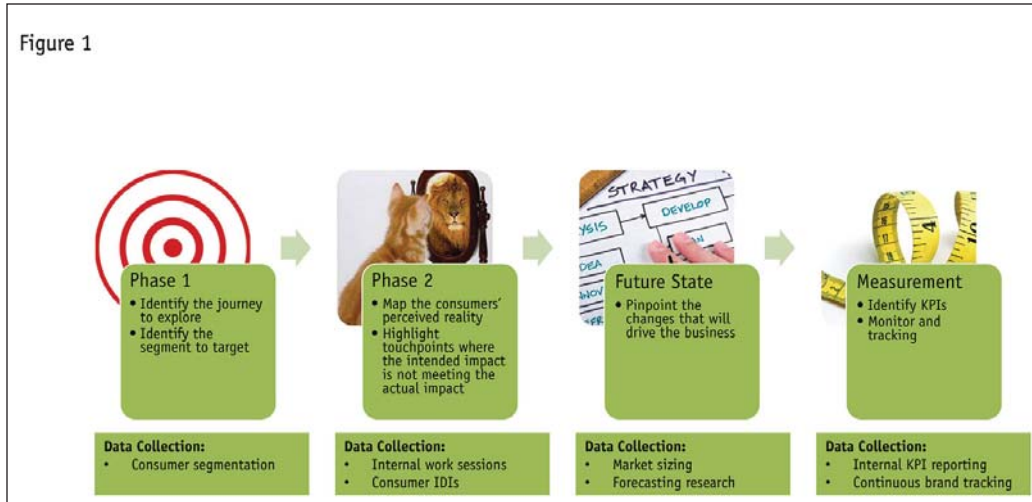 Figure 1
STRATEGY
DEVELOP
YSIS
DEA
NOV
Phase 1
• Identify the journey
to explore
• Identify the
segment to target
Phase 2
• Map the consumers'
perceived reality
• Highlight
touchpoints where
the intended impact
is not meeting the
actual impact
Future State
• Pinpoint the
changes that will
drive the business
Measurement
• Identify KPIs
• Monitor and
tracking
Data Collection:
• Consumer segmentation
Data Collection:
• Internal work sessions
• Consumer IDIs
Data Collection:
• Market sizing
• Forecasting research
Data Collection:
• Internal KPI reporting
• Continuous brand tracking